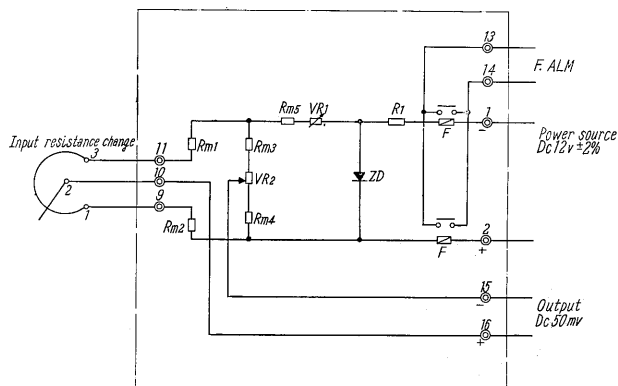 13
F. ALM
14
Rm5
VR1
R1
1
F
-
Power source
Dc 12v ±2%
Input resistance change
3
11
Rm1
Rm3
10
2
VR2
ZD
9
1
Rm2
Rm4
2
F
+
15
-
Output
Dc 50mv
16
+